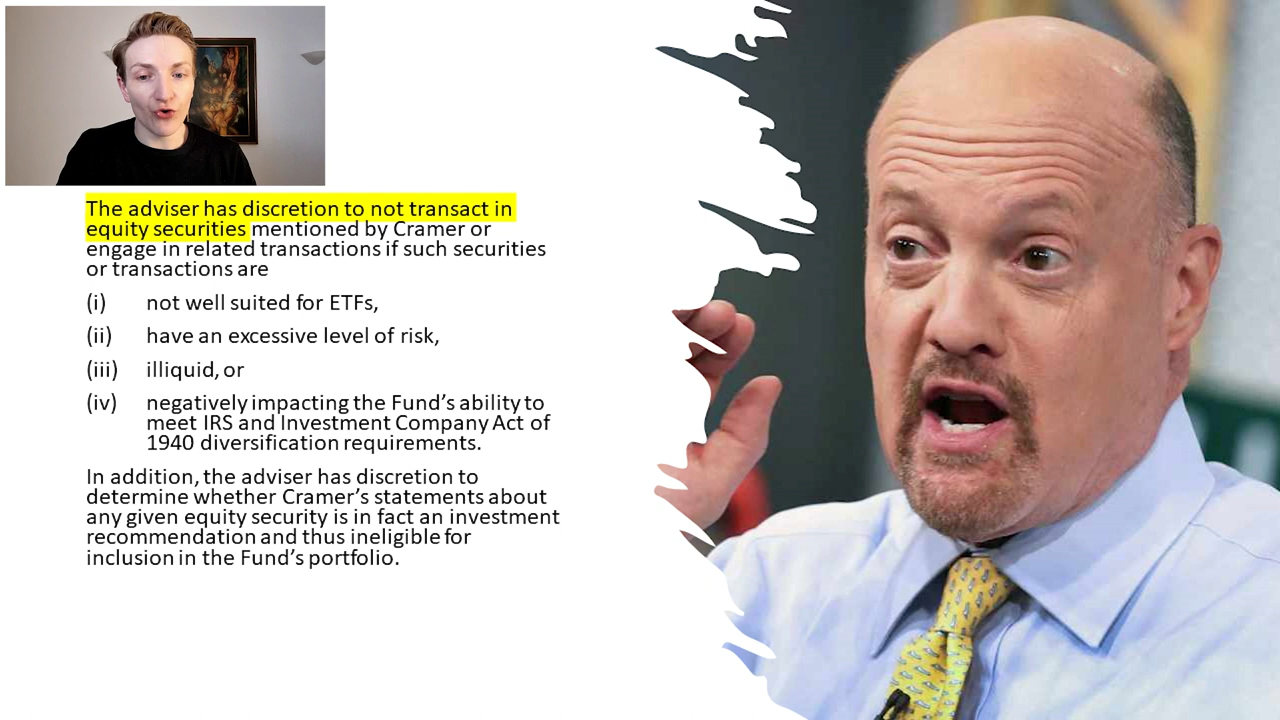 The adviser has discretion to not transact in
equity securities mentioned by Cramer or
engage in related transactions if such securities
or transactions are
(i) not well suited for ETFs,
(ii) have an excessive level of risk,
(iii) illiquid, or
(iv) negatively impacting the Fund's ability to
meet IRS and Investment Company Act of
1940 diversification requirements.
In addition, the adviser has discretion to
determine whether Cramer's statements about
any given equity security is in fact an investment
recommendation and thus ineligible for
inclusion in the Fund's portfolio.